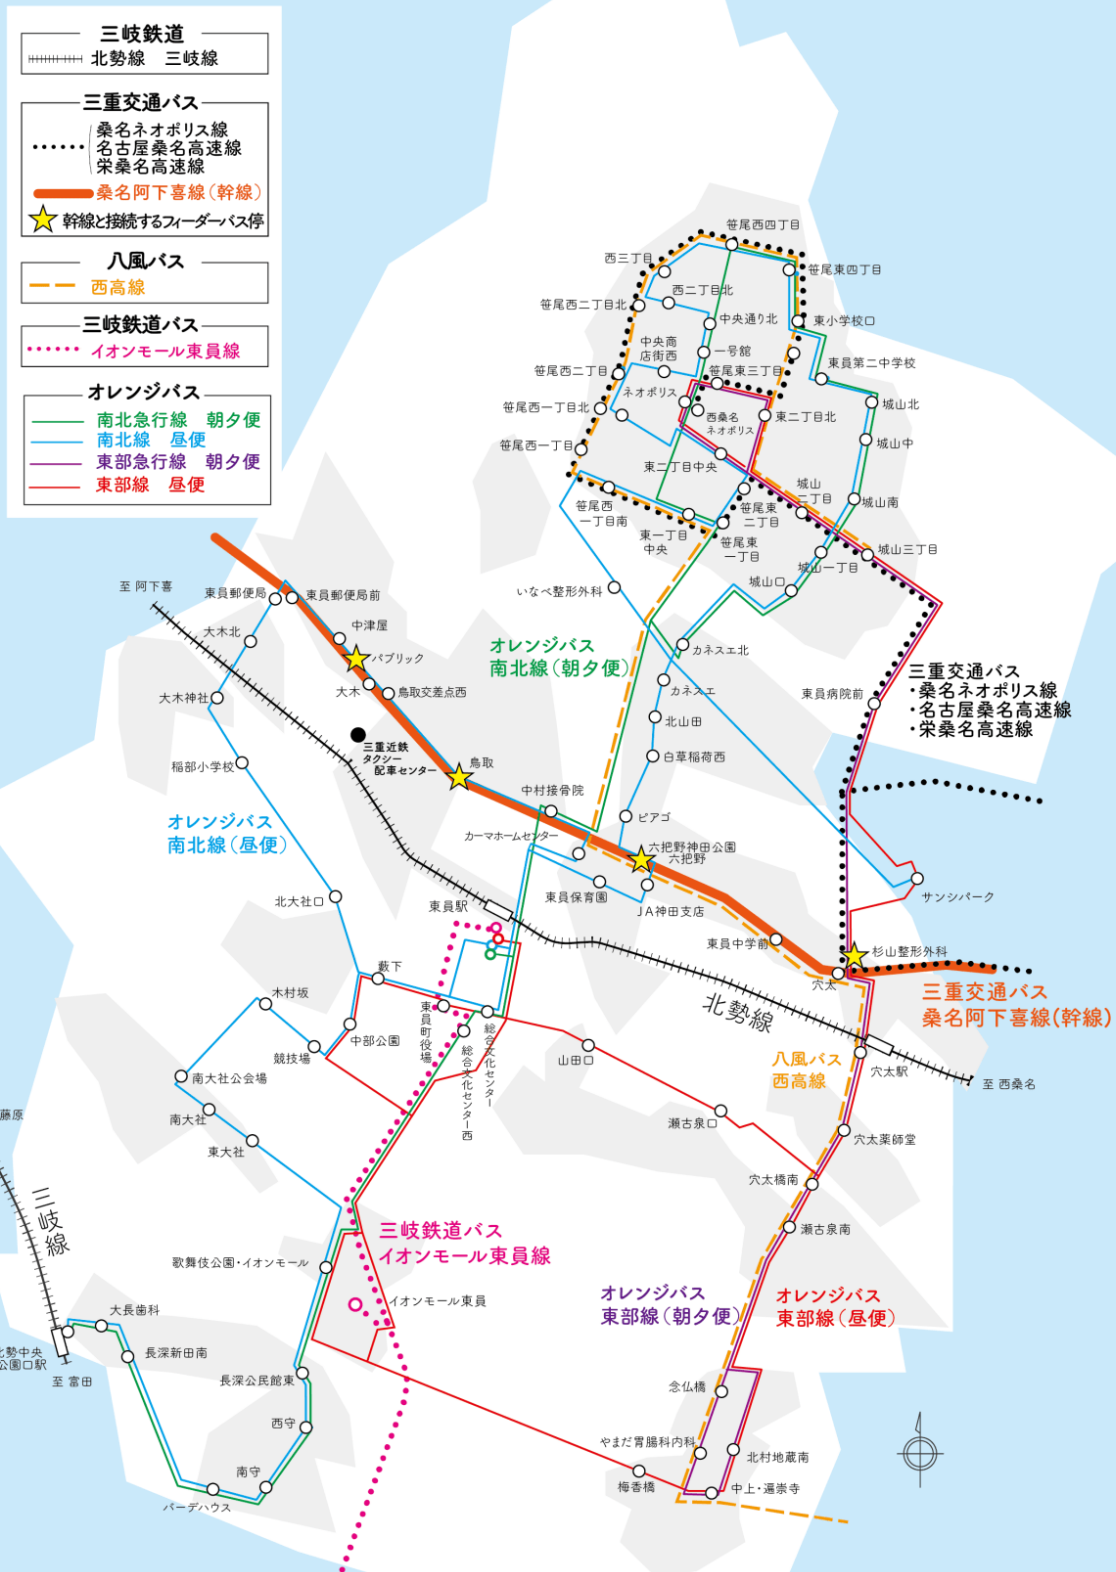 三岐鉄道
北勢線　三岐線
三重交通バス
桑名ネオポリス線
名古屋桑名高速線
栄桑名高速線
桑名阿下喜線(幹線)
幹線と接続するフィーダーバス停
八風バス
西高線
三岐鉄道バス
イオンモール東員線
オレンジバス
南北急行線　朝夕便
南北線　昼便
東部急行線　朝夕便
東部線　昼便
笹尾西四丁目
西三丁目
笹尾東四丁目
西二丁目北
笹尾西二丁目北
中央通り北
東小学校口
中央商
店街西
一号館
東員第二中学校
笹尾西二丁目
笹尾東三丁目
ネオポリス
笹尾西一丁目北
西桑名
ネオポリス
東二丁目北
城山北
笹尾西一丁目
東二丁目中央
城山中
笹尾西
一丁目南
城山
二丁目
城山南
笹尾東
二丁目
東一丁目
中央
笹尾東
一丁目
城山三丁目
城山一丁目
城山口
いなべ整形外科
至 阿下喜
東員郵便局
東員郵便局前
中津屋
大木北
パブリック
オレンジバス
南北線(朝夕便)
カネスエ北
大木
鳥取交差点西
大木神社
カネスエ
東員病院前
三重交通バス
・桑名ネオポリス線
・名古屋桑名高速線
・栄桑名高速線
北山田
三重近鉄
タクシー
配車センター
稲部小学校
鳥取
白草稲荷西
中村接骨院
オレンジバス
南北線(昼便)
ピアゴ
カーマホームセンター
六把野神田公園
六把野
東員保育園
サンシパーク
北大社口
東員駅
JA神田支店
東員中学前
杉山整形外科
藪下
穴太
三重交通バス
桑名阿下喜線(幹線)
木村坂
東員町役場
総合文化センター
北勢線
中部公園
総合文化センター西
競技場
山田口
八風バス
西高線
穴太駅
至 西桑名
南大社公会場
藤原
南大社
瀬古泉口
東大社
穴太薬師堂
穴太橋南
三岐線
三岐鉄道バス
イオンモール東員線
瀬古泉南
歌舞伎公園・イオンモール
オレンジバス
東部線(朝夕便)
オレンジバス
東部線(昼便)
イオンモール東員
大長歯科
北勢中央
公園口駅
長深新田南
至 富田
長深公民館東
念仏橋
西守
やまだ胃腸科内科
北村地蔵南
南守
梅香橋
中上・遍崇寺
バーデハウス